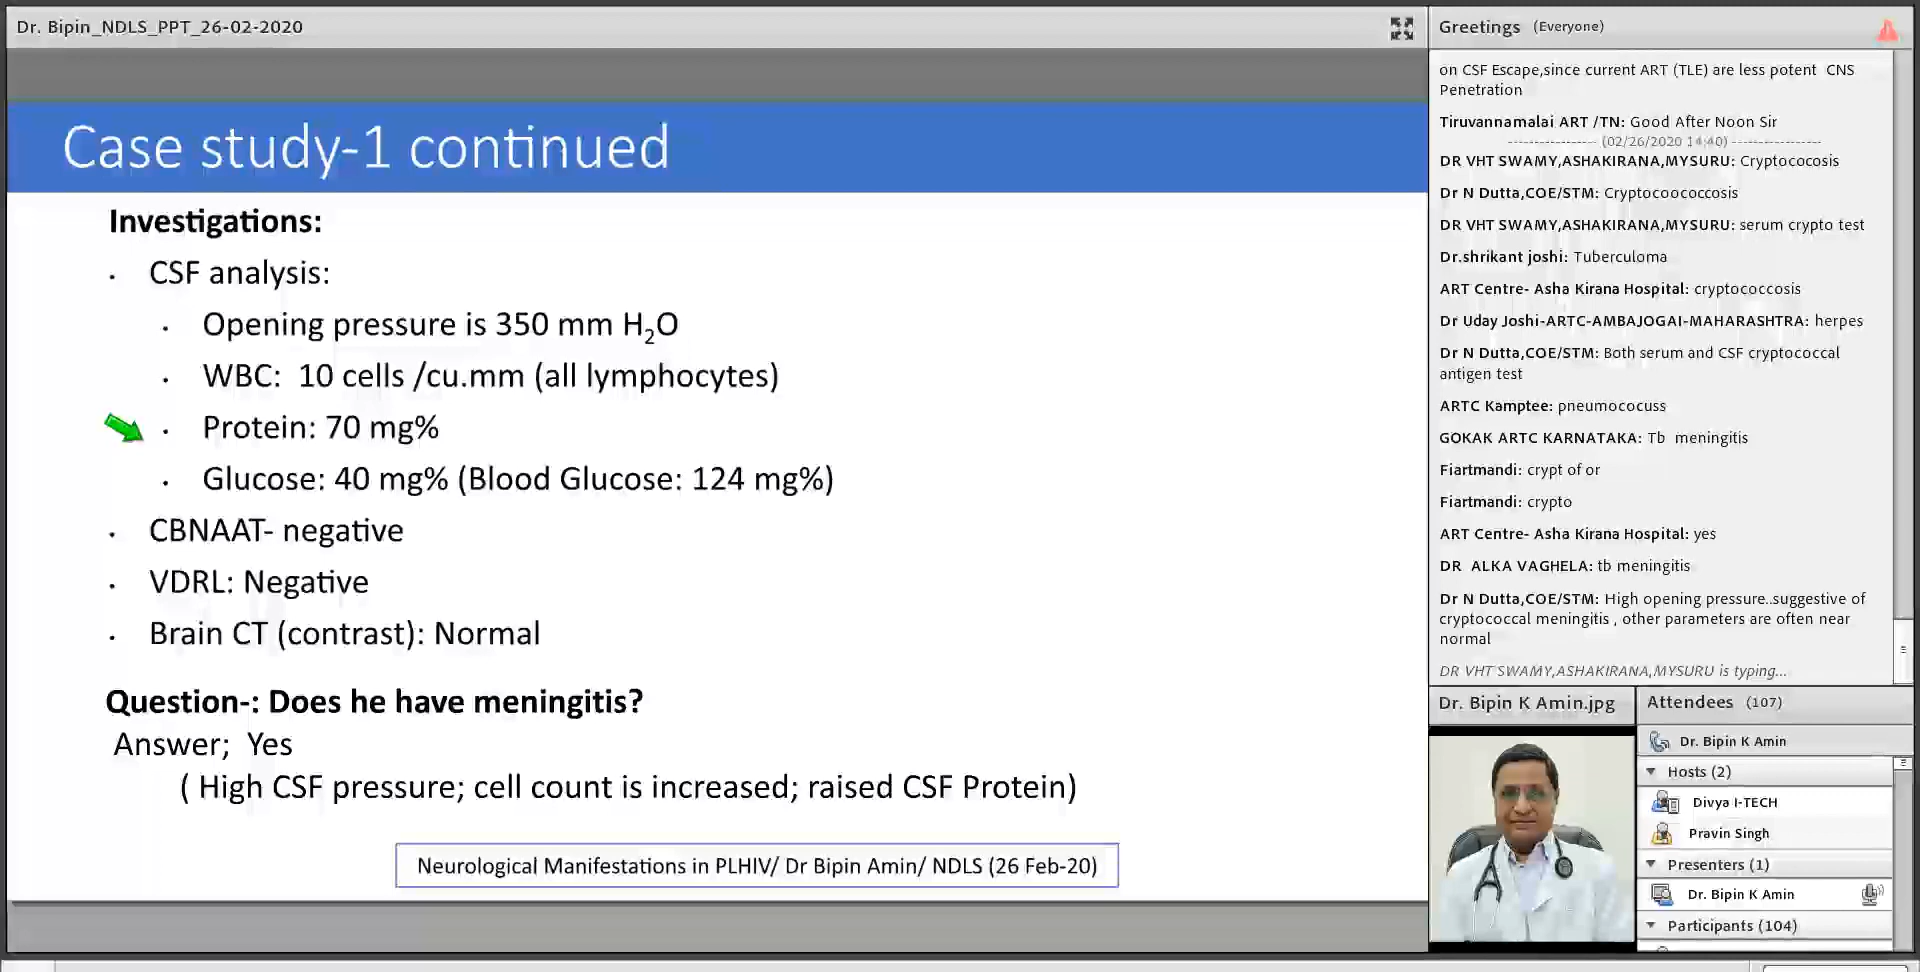 Dr. Bipin_NDLS_PPT_26-02-2020
Case study-1 continued
Investigations:
CSF analysis:
Opening pressure is 350 mm H₂O
WBC: 10 cells /cu.mm (all lymphocytes)
Protein: 70 mg%
Glucose: 40 mg% (Blood Glucose: 124 mg%)
CBNAAT- negative
VDRL: Negative
Brain CT (contrast): Normal
Question-: Does he have meningitis?
Answer; Yes
( High CSF pressure; cell count is increased; raised CSF Protein)
Neurological Manifestations in PLHIV/ Dr Bipin Amin/ NDLS (26 Feb-20)
Greetings (Everyone)
on CSF Escape,since current ART (TLE) are less potent CNS
Penetration
Tiruvannamalai ART /TN: Good After Noon Sir
---------------- (02/26/2020 14:40) ----------------
DR VHT SWAMY,ASHAKIRANA,MYSURU: Cryptococosis
Dr N Dutta,COE/STM: Cryptocoococcosis
DR VHT SWAMY,ASHAKIRANA,MYSURU: serum crypto test
Dr.shrikant joshi: Tuberculoma
ART Centre- Asha Kirana Hospital: cryptococcosis
Dr Uday Joshi-ARTC-AMBAJOGAI-MAHARASHTRA: herpes
Dr N Dutta,COE/STM: Both serum and CSF cryptococcal
antigen test
ARTC Kamptee: pneumococuss
GOKAK ARTC KARNATAKA: Tb meningitis
Fiartmandi: crypt of or
Fiartmandi: crypto
ART Centre- Asha Kirana Hospital: yes
DR ALKA VAGHELA: tb meningitis
Dr N Dutta,COE/STM: High opening pressure..suggestive of
cryptococcal meningitis , other parameters are often near
normal
DR VHT SWAMY,ASHAKIRANA,MYSURU is typing...
Dr. Bipin K Amin.jpg
Attendees (107)
Dr. Bipin K Amin
Hosts (2)
Divya I-TECH
Pravin Singh
Presenters (1)
Dr. Bipin K Amin
Participants (104)